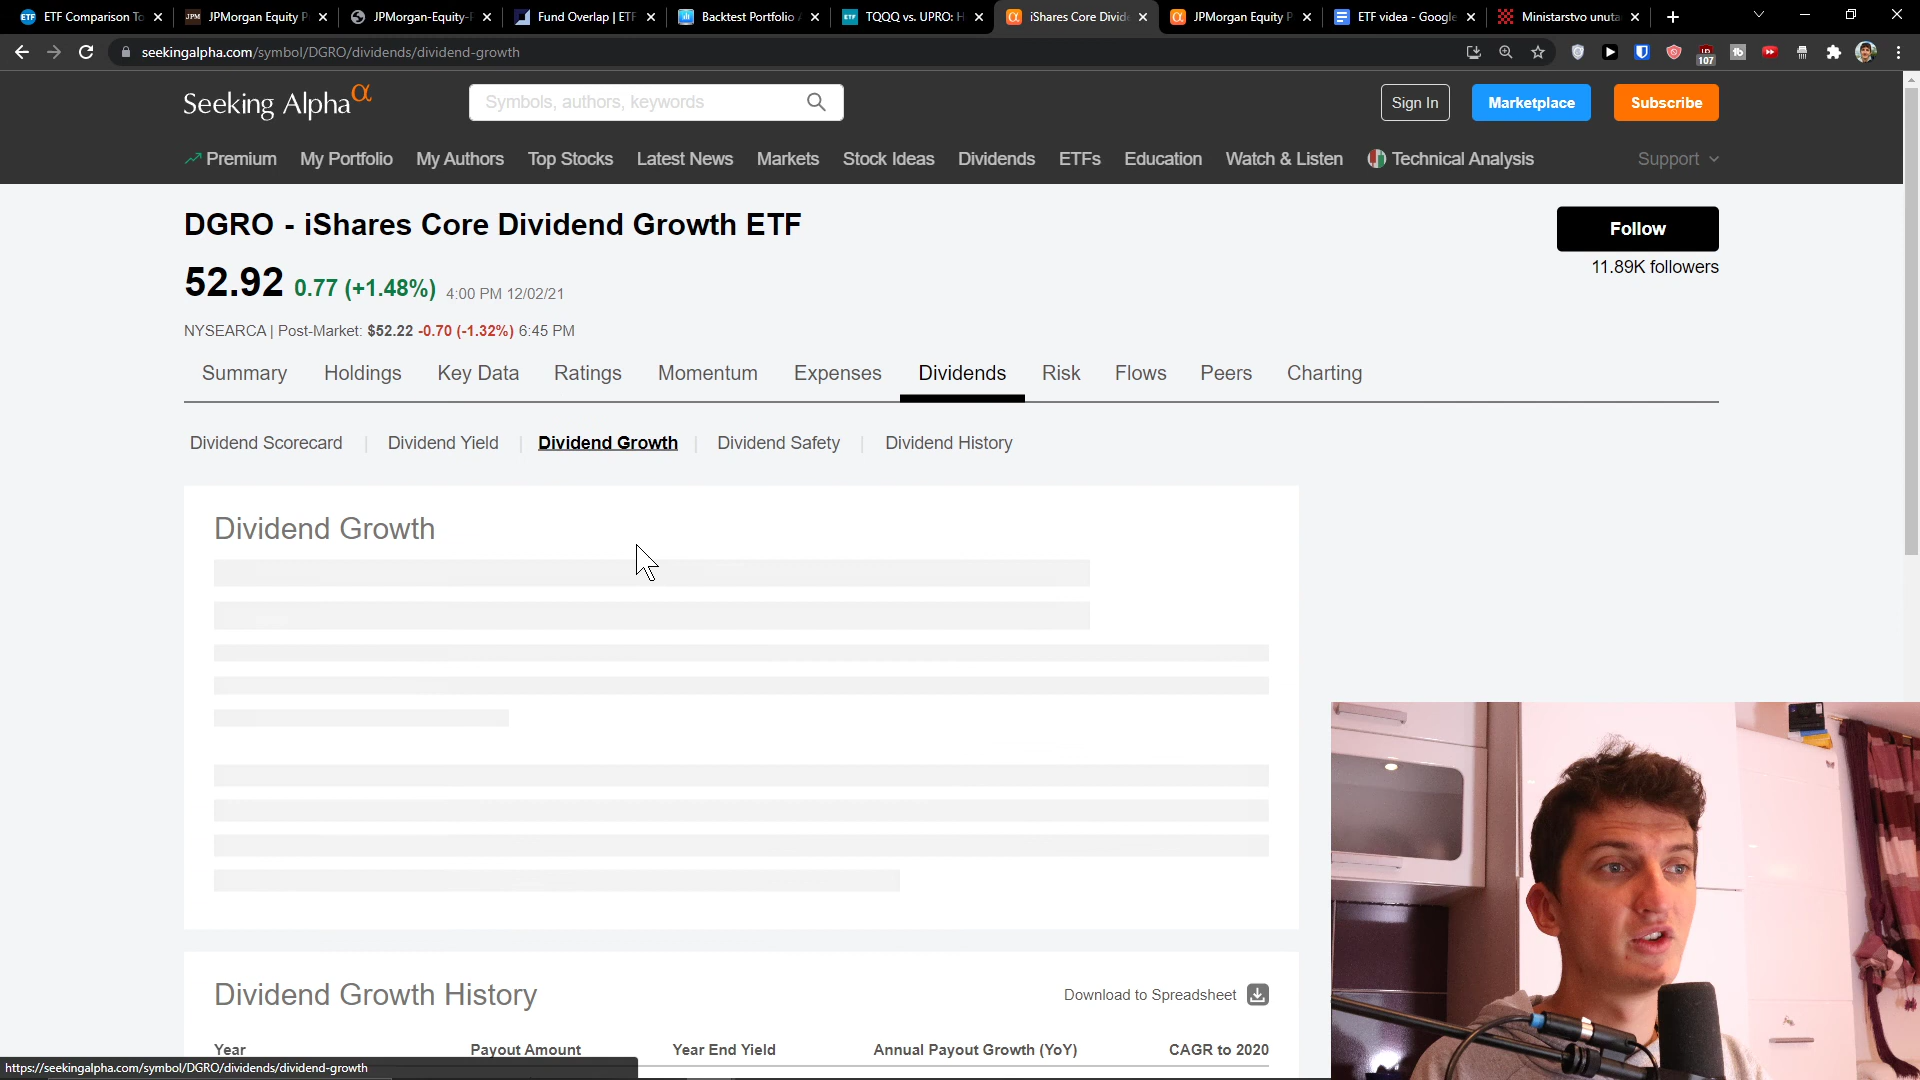 ETF Comparison To
JPMorgan Equity P
JPMorgan-Equity-
Fund Overlap | ETF
Backtest Portfolio
TQQQ vs. UPRO: H
iShares Core Divid
JPMorgan Equity P
ETF videa - Google
Ministarstvo unuta
seekingalpha.com/symbol/DGRO/dividends/dividend-growth
107
Seeking Alpha α
Symbols, authors, keywords
Sign In
Marketplace
Subscribe
Premium
My Portfolio
My Authors
Top Stocks
Latest News
Markets
Stock Ideas
Dividends
ETFs
Education
Watch & Listen
Technical Analysis
Support
DGRO - iShares Core Dividend Growth ETF
Follow
11.89K followers
52.92 0.77 (+1.48%) 4:00 PM 12/02/21
NYSEARCA | Post-Market: $52.22 -0.70 (-1.32%) 6:45 PM
Summary
Holdings
Key Data
Ratings
Momentum
Expenses
Dividends
Risk
Flows
Peers
Charting
Dividend Scorecard
Dividend Yield
Dividend Growth
Dividend Safety
Dividend History
Dividend Growth
Dividend Growth History
Download to Spreadsheet
Year
Payout Amount
Year End Yield
Annual Payout Growth (YoY)
CAGR to 2020
https://seekingalpha.com/symbol/DGRO/dividends/dividend-growth